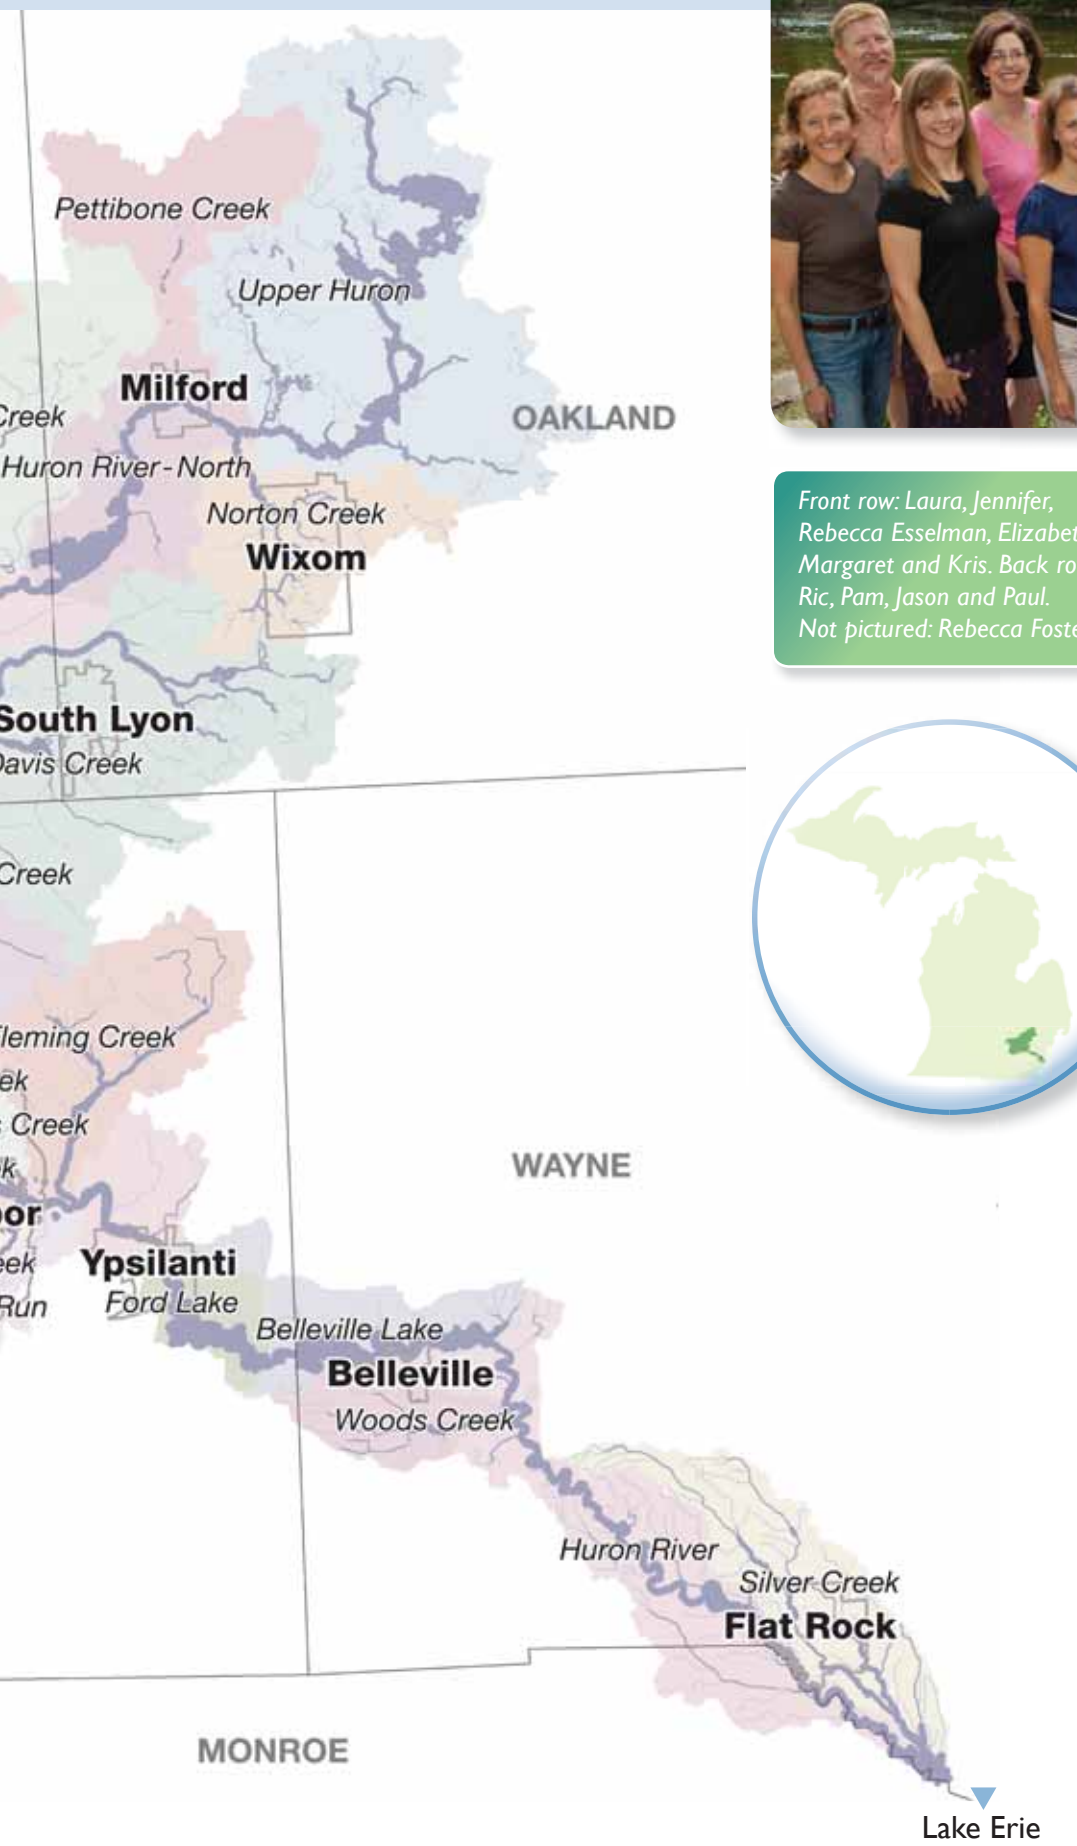 Pettibone Creek
Upper Huron
Milford
Creek
OAKLAND
Huron River-North
Norton Creek
Wixom
South Lyon
Davis Creek
Creek
Fleming Creek
Creek
WAYNE
Ypsilanti
Ford Lake
Run
Belleville Lake
Belleville
Woods Creek
Huron River
Silver Creek
Flat Rock
MONROE
Lake Erie
Front row: Laura, Jennifer,
Rebecca Esselman, Elizabet
Margaret and Kris. Back ro
Ric, Pam, Jason and Paul.
Not pictured: Rebecca Foste